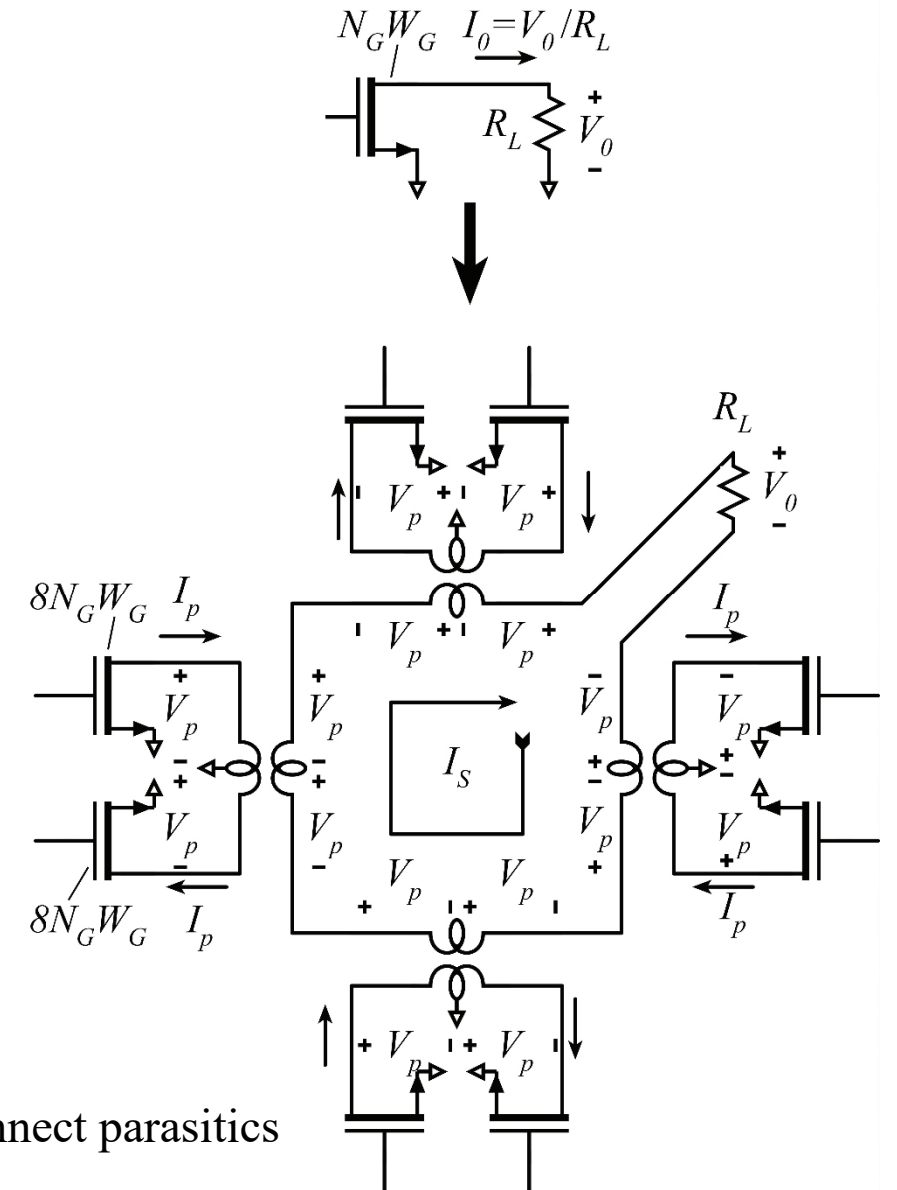 N_G W_G I_0=V_0/R_L
R_L + V_0 -
R_L
+ V_0 -
- V_p + - V_p +
8N_G W_G I_p
I_p
- V_p + - V_p +
+ V_p - + V_p -
+ V_p - + V_p -
I_S
- V_p + - V_p +
- V_p + - V_p +
V_p V_p
+ - + -
8N_G W_G I_p
I_p
+ V_p - + V_p -
nnect parasitics